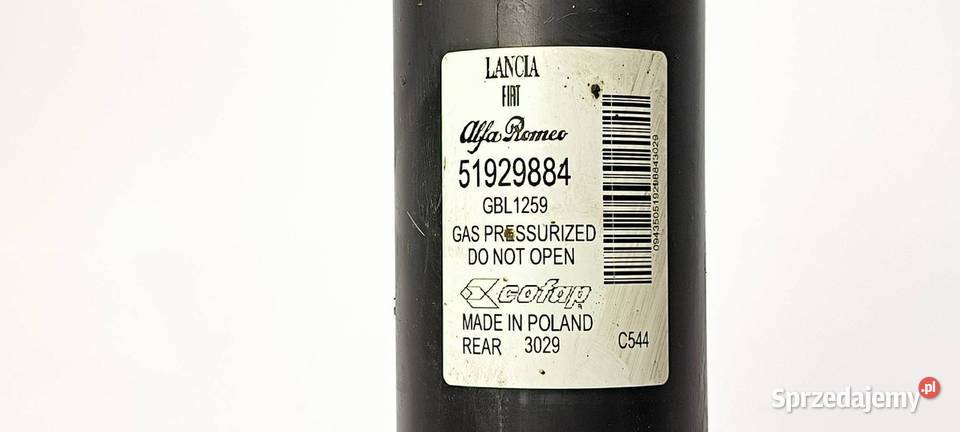 LANCIA
FIAT
Alfa Romeo
51929884
GBL1259
GAS PRESSURIZED
DO NOT OPEN
cofap
MADE IN POLAND
REAR 3029
C544
0943505192988443029
Sprzedajemy.pl